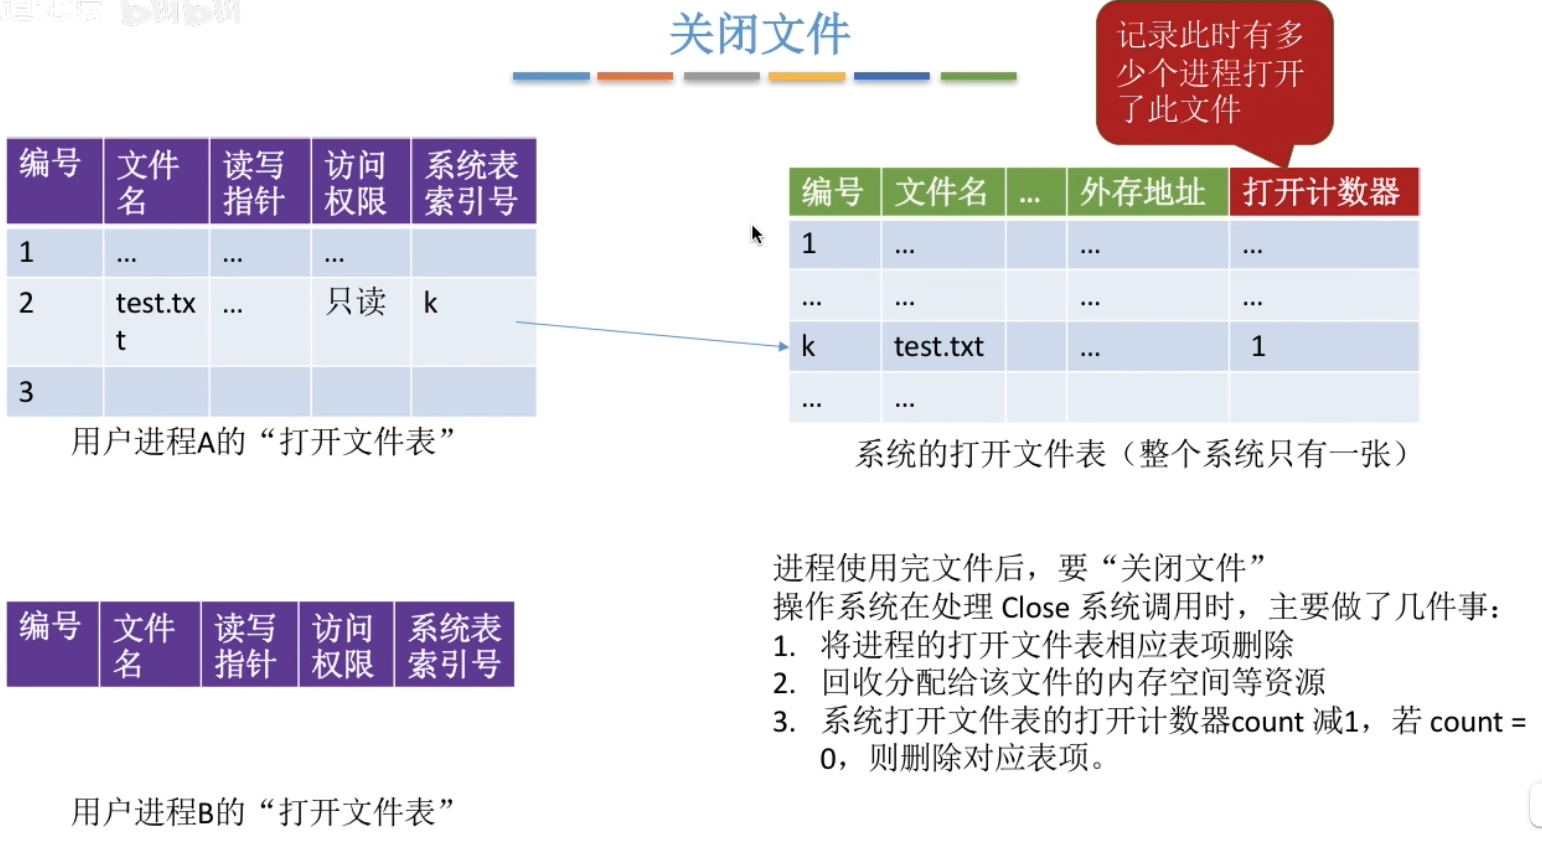 关闭文件
记录此时有多
少个进程打开
了此文件
编号 文件名 读写指针 访问权限 系统表索引号
1 ... ... ...
2 test.txt ... 只读 k
3
用户进程A的“打开文件表”
编号 文件名 ... 外存地址 打开计数器
1 ... ... ...
... ... ... ...
k test.txt ... 1
... ...
系统的打开文件表（整个系统只有一张）
编号 文件名 读写指针 访问权限 系统表索引号
用户进程B的“打开文件表”
进程使用完文件后，要“关闭文件”
操作系统在处理 Close 系统调用时，主要做了几件事：
1. 将进程的打开文件表相应表项删除
2. 回收分配给该文件的内存空间等资源
3. 系统打开文件表的打开计数器count 减1，若 count =
0，则删除对应表项。